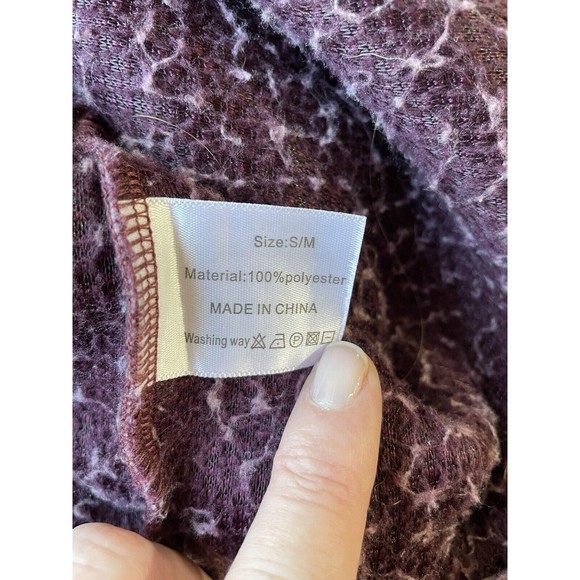 Size:S/M
Material:100%polyester
MADE IN CHINA
Washing way